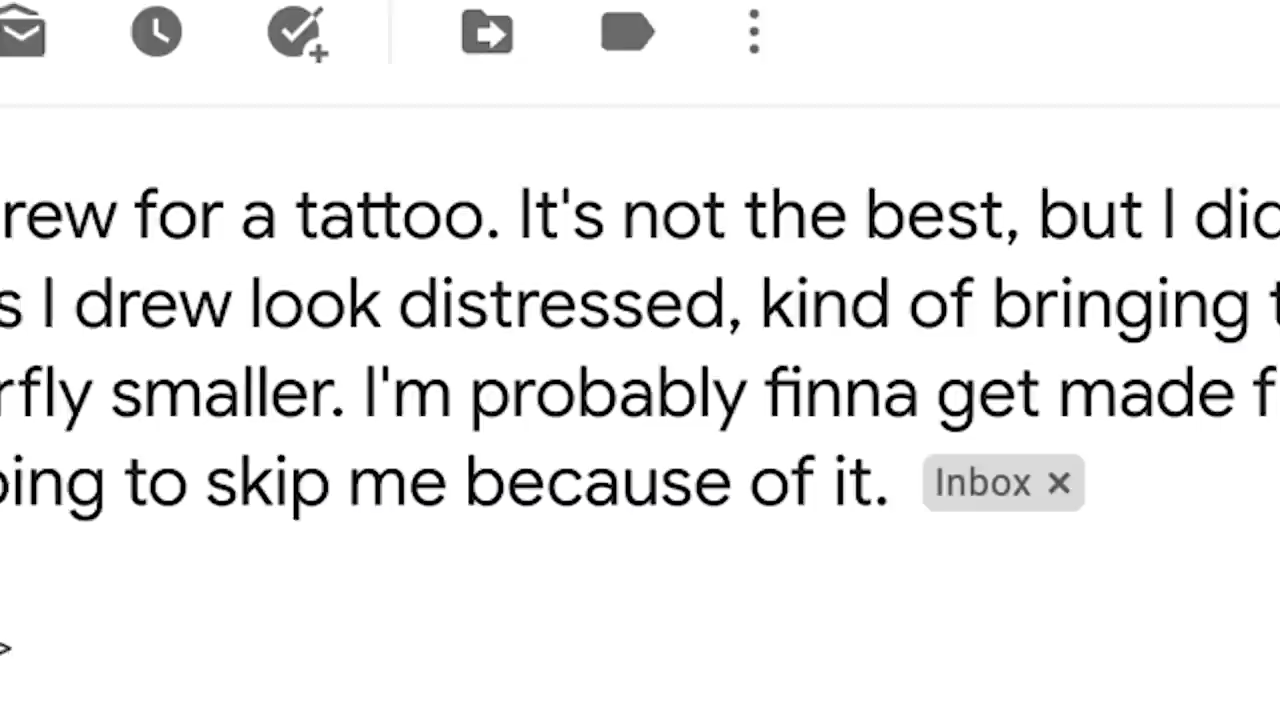 rew for a tattoo. It's not the best, but I did
s I drew look distressed, kind of bringing t
rfly smaller. I'm probably finna get made f
oing to skip me because of it. Inbox ×
>